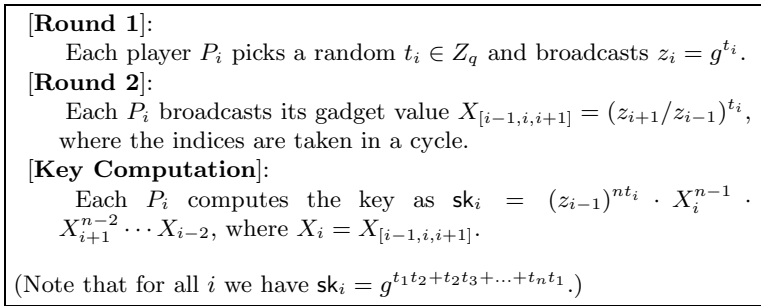 [Round 1]:
Each player P_i picks a random t_i ∈ Z_q and broadcasts z_i = g^{t_i}.
[Round 2]:
Each P_i broadcasts its gadget value X_{[i−1,i,i+1]} = (z_{i+1}/z_{i−1})^{t_i},
where the indices are taken in a cycle.
[Key Computation]:
Each P_i computes the key as sk_i = (z_{i−1})^{nt_i} · X_i^{n−1} ·
X_{i+1}^{n−2} ··· X_{i−2}, where X_i = X_{[i−1,i,i+1]}.
(Note that for all i we have sk_i = g^{t_1t_2+t_2t_3+...+t_nt_1}.)